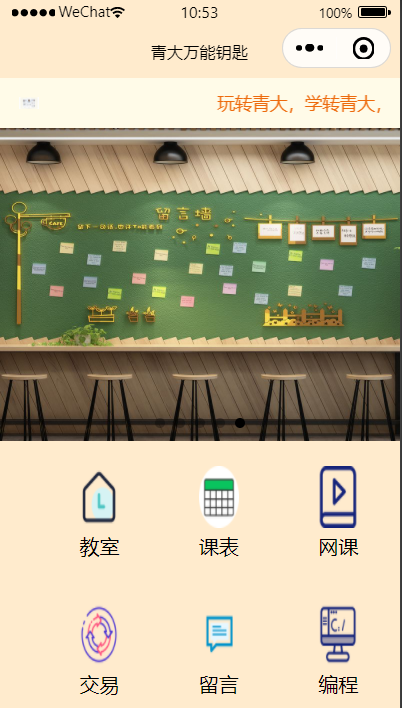 WeChat
10:53
100%
青大万能钥匙
玩转青大，学转青大，
留言墙
CAFE
教室
课表
网课
交易
留言
编程
C:/